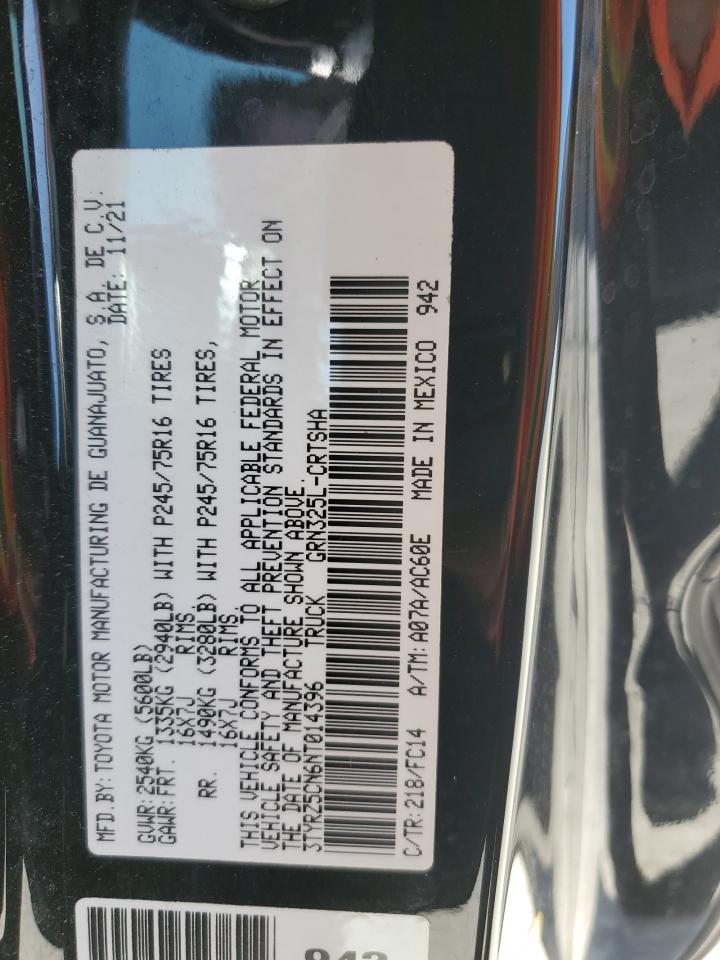 MFD.BY:TOYOTA MOTOR MANUFACTURING DE GUANAJUATO, S.A. DE C.V.
DATE: 11/21
GVWR:2540KG (5600LB)
GAWR:FRT. 1335KG (2940LB) WITH P245/75R16 TIRES
16X7J RIMS,
RR. 1490KG (3280LB) WITH P245/75R16 TIRES,
16X7J RIMS.
THIS VEHICLE CONFORMS TO ALL APPLICABLE FEDERAL MOTOR
VEHICLE SAFETY AND THEFT PREVENTION STANDARDS IN EFFECT ON
THE DATE OF MANUFACTURE SHOWN ABOVE.
3TYRZ5CN6NT014396 TRUCK GRN325L-CRTSHA
C/TR:218/FC14 A/TM:A07A/AC60E MADE IN MEXICO 942